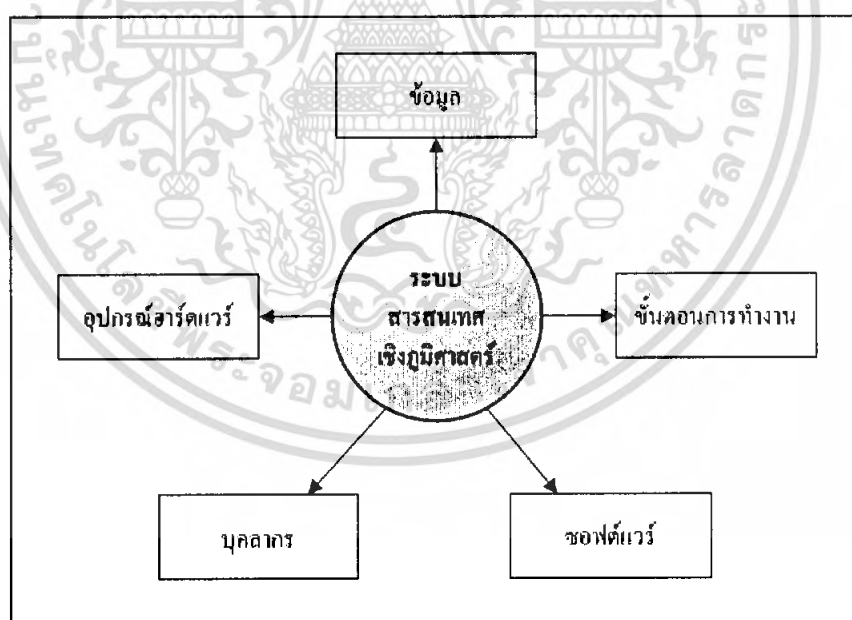 ข้อมูล
ระบบ
สารสนเทศ
เชิงภูมิศาสตร์
อุปกรณ์ฮาร์ดแวร์
ขั้นตอนการทำงาน
บุคลากร
ซอฟต์แวร์